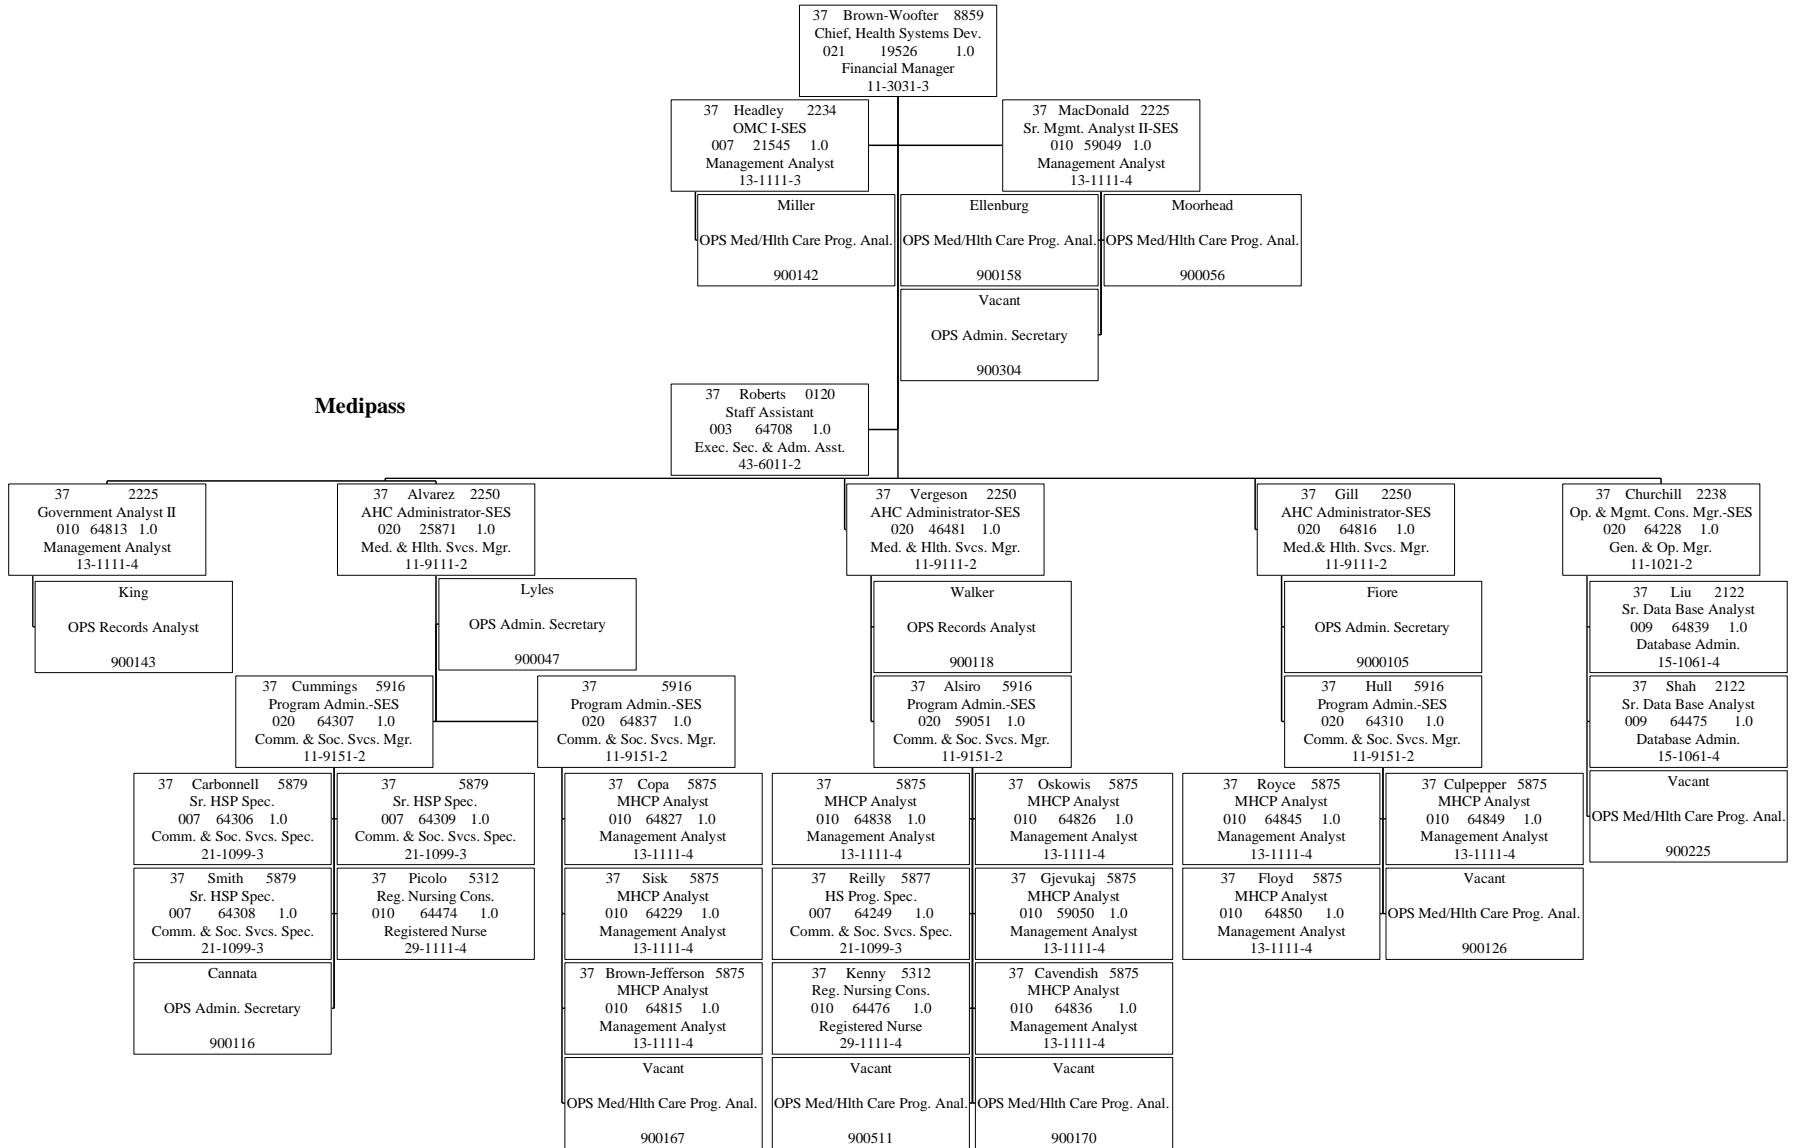 37 Brown-Woofter 8859
Chief, Health Systems Dev.
021 19526 1.0
Financial Manager
11-3031-3
37 Headley 2234
OMC I-SES
007 21545 1.0
Management Analyst
13-1111-3
37 MacDonald 2225
Sr. Mgmt. Analyst II-SES
010 59049 1.0
Management Analyst
13-1111-4
Miller
OPS Med/Hlth Care Prog. Anal.
900142
Ellenburg
OPS Med/Hlth Care Prog. Anal.
900158
Moorhead
OPS Med/Hlth Care Prog. Anal.
900056
Vacant
OPS Admin. Secretary
900304
Medipass
37 Roberts 0120
Staff Assistant
003 64708 1.0
Exec. Sec. & Adm. Asst.
43-6011-2
37 2225
Government Analyst II
010 64813 1.0
Management Analyst
13-1111-4
37 Alvarez 2250
AHC Administrator-SES
020 25871 1.0
Med. & Hlth. Svcs. Mgr.
11-9111-2
37 Vergeson 2250
AHC Administrator-SES
020 46481 1.0
Med. & Hlth. Svcs. Mgr.
11-9111-2
37 Gill 2250
AHC Administrator-SES
020 64816 1.0
Med.& Hlth. Svcs. Mgr.
11-9111-2
37 Churchill 2238
Op. & Mgmt. Cons. Mgr.-SES
020 64228 1.0
Gen. & Op. Mgr.
11-1021-2
King
OPS Records Analyst
900143
Lyles
OPS Admin. Secretary
900047
Walker
OPS Records Analyst
900118
Fiore
OPS Admin. Secretary
9000105
37 Liu 2122
Sr. Data Base Analyst
009 64839 1.0
Database Admin.
15-1061-4
37 Cummings 5916
Program Admin.-SES
020 64307 1.0
Comm. & Soc. Svcs. Mgr.
11-9151-2
37 5916
Program Admin.-SES
020 64837 1.0
Comm. & Soc. Svcs. Mgr.
11-9151-2
37 Alsiro 5916
Program Admin.-SES
020 59051 1.0
Comm. & Soc. Svcs. Mgr.
11-9151-2
37 Hull 5916
Program Admin.-SES
020 64310 1.0
Comm. & Soc. Svcs. Mgr
11-9151-2
37 Shah 2122
Sr. Data Base Analyst
009 64475 1.0
Database Admin.
15-1061-4
37 Carbonnell 5879
Sr. HSP Spec.
007 64306 1.0
Comm. & Soc. Svcs. Spec.
21-1099-3
37 5879
Sr. HSP Spec.
007 64309 1.0
Comm. & Soc. Svcs. Spec.
21-1099-3
37 Copa 5875
MHCP Analyst
010 64827 1.0
Management Analyst
13-1111-4
37 5875
MHCP Analyst
010 64838 1.0
Management Analyst
13-1111-4
37 Oskowis 5875
MHCP Analyst
010 64826 1.0
Management Analyst
13-1111-4
37 Royce 5875
MHCP Analyst
010 64845 1.0
Management Analyst
13-1111-4
37 Culpepper 5875
MHCP Analyst
010 64849 1.0
Management Analyst
13-1111-4
Vacant
OPS Med/Hlth Care Prog. Anal.
900225
37 Smith 5879
Sr. HSP Spec.
007 64308 1.0
Comm. & Soc. Svcs. Spec.
21-1099-3
37 Picolo 5312
Reg. Nursing Cons.
010 64474 1.0
Registered Nurse
29-1111-4
37 Sisk 5875
MHCP Analyst
010 64229 1.0
Management Analyst
13-1111-4
37 Reilly 5877
HS Prog. Spec.
007 64249 1.0
Comm. & Soc. Svcs. Spec.
21-1099-3
37 Gjevukaj 5875
MHCP Analyst
010 59050 1.0
Management Analyst
13-1111-4
37 Floyd 5875
MHCP Analyst
010 64850 1.0
Management Analyst
13-1111-4
Vacant
OPS Med/Hlth Care Prog. Anal.
900126
Cannata
OPS Admin. Secretary
900116
37 Brown-Jefferson 5875
MHCP Analyst
010 64815 1.0
Management Analyst
13-1111-4
37 Kenny 5312
Reg. Nursing Cons.
010 64476 1.0
Registered Nurse
29-1111-4
37 Cavendish 5875
MHCP Analyst
010 64836 1.0
Management Analyst
13-1111-4
Vacant
OPS Med/Hlth Care Prog. Anal.
900167
Vacant
OPS Med/Hlth Care Prog. Anal.
900511
Vacant
OPS Med/Hlth Care Prog. Anal.
900170